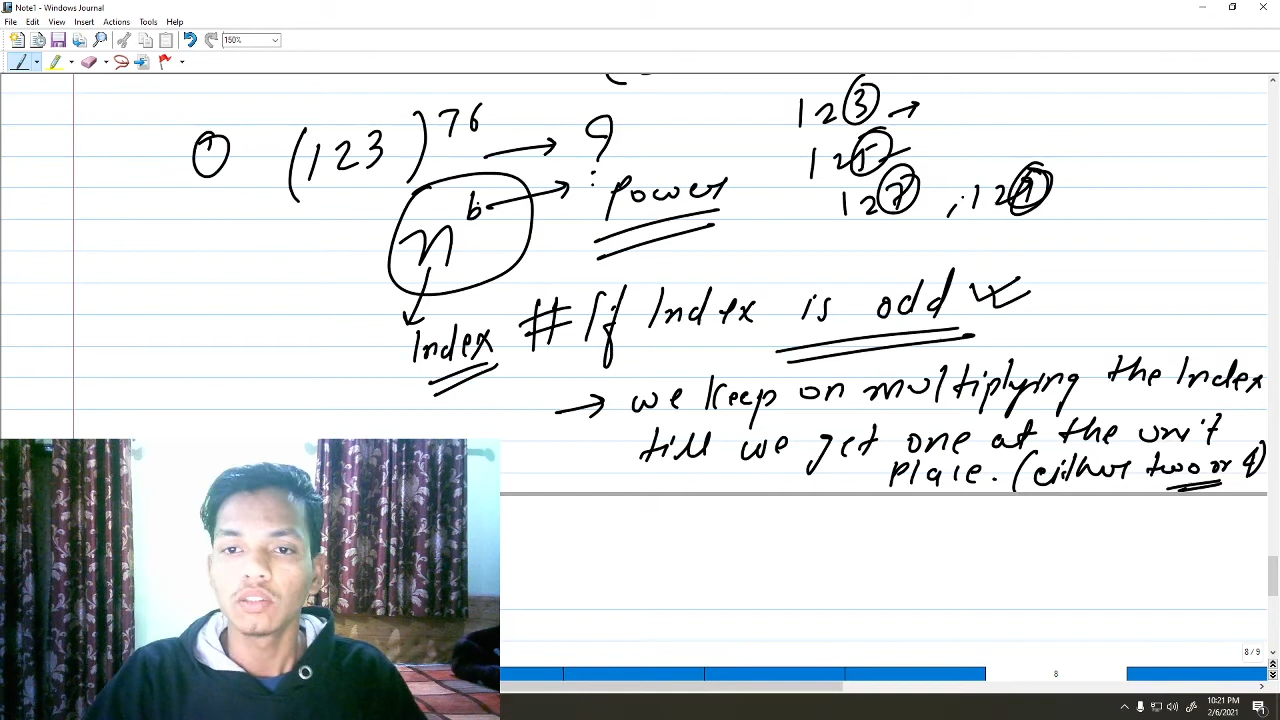 Note1 - Windows Journal
File Edit View Insert Actions Tools Help
150%
(123)^76 → ?
n^b → power
Index
123 →
125
127, 129
# If Index is odd
→ we keep on multiplying the Index
till we get one at the unit
place. (either two or 4)
8 / 9
8
10:21 PM
2/6/2021